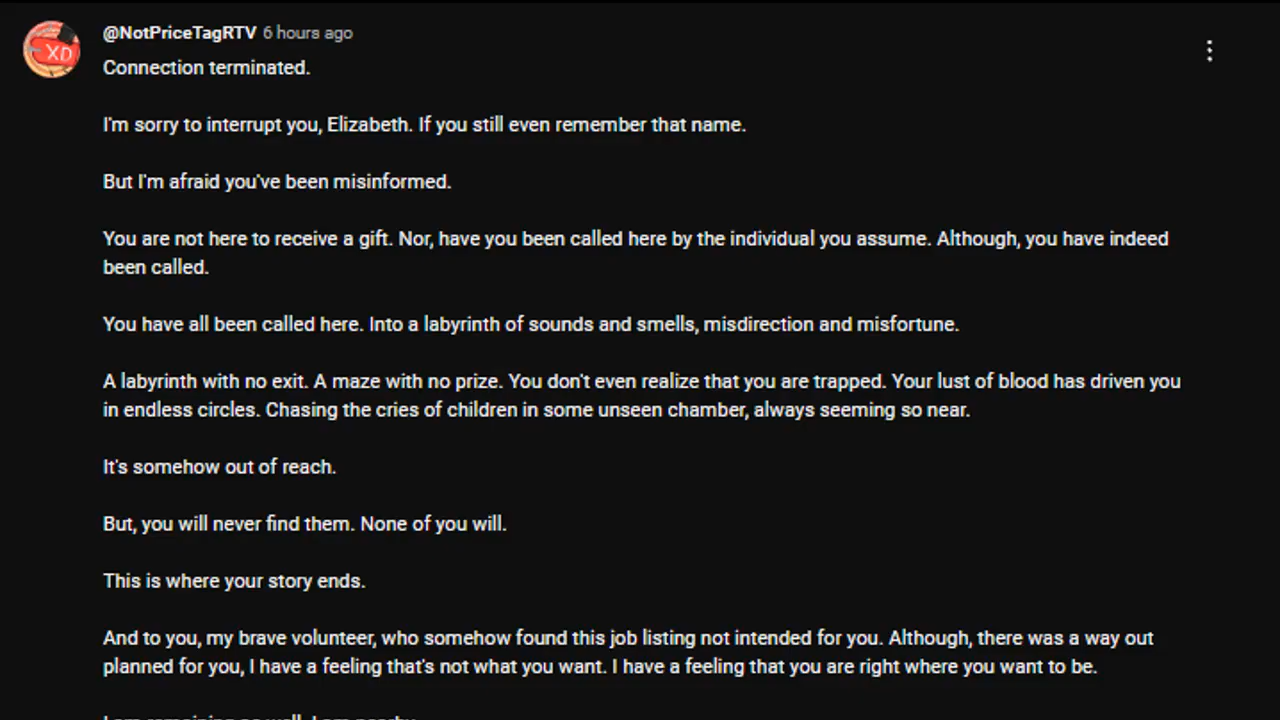 @NotPriceTagRTV 6 hours ago
XD
Connection terminated.
I'm sorry to interrupt you, Elizabeth. If you still even remember that name.
But I'm afraid you've been misinformed.
You are not here to receive a gift. Nor, have you been called here by the individual you assume. Although, you have indeed
been called.
You have all been called here. Into a labyrinth of sounds and smells, misdirection and misfortune.
A labyrinth with no exit. A maze with no prize. You don't even realize that you are trapped. Your lust of blood has driven you
in endless circles. Chasing the cries of children in some unseen chamber, always seeming so near.
It's somehow out of reach.
But, you will never find them. None of you will.
This is where your story ends.
And to you, my brave volunteer, who somehow found this job listing not intended for you. Although, there was a way out
planned for you, I have a feeling that's not what you want. I have a feeling that you are right where you want to be.